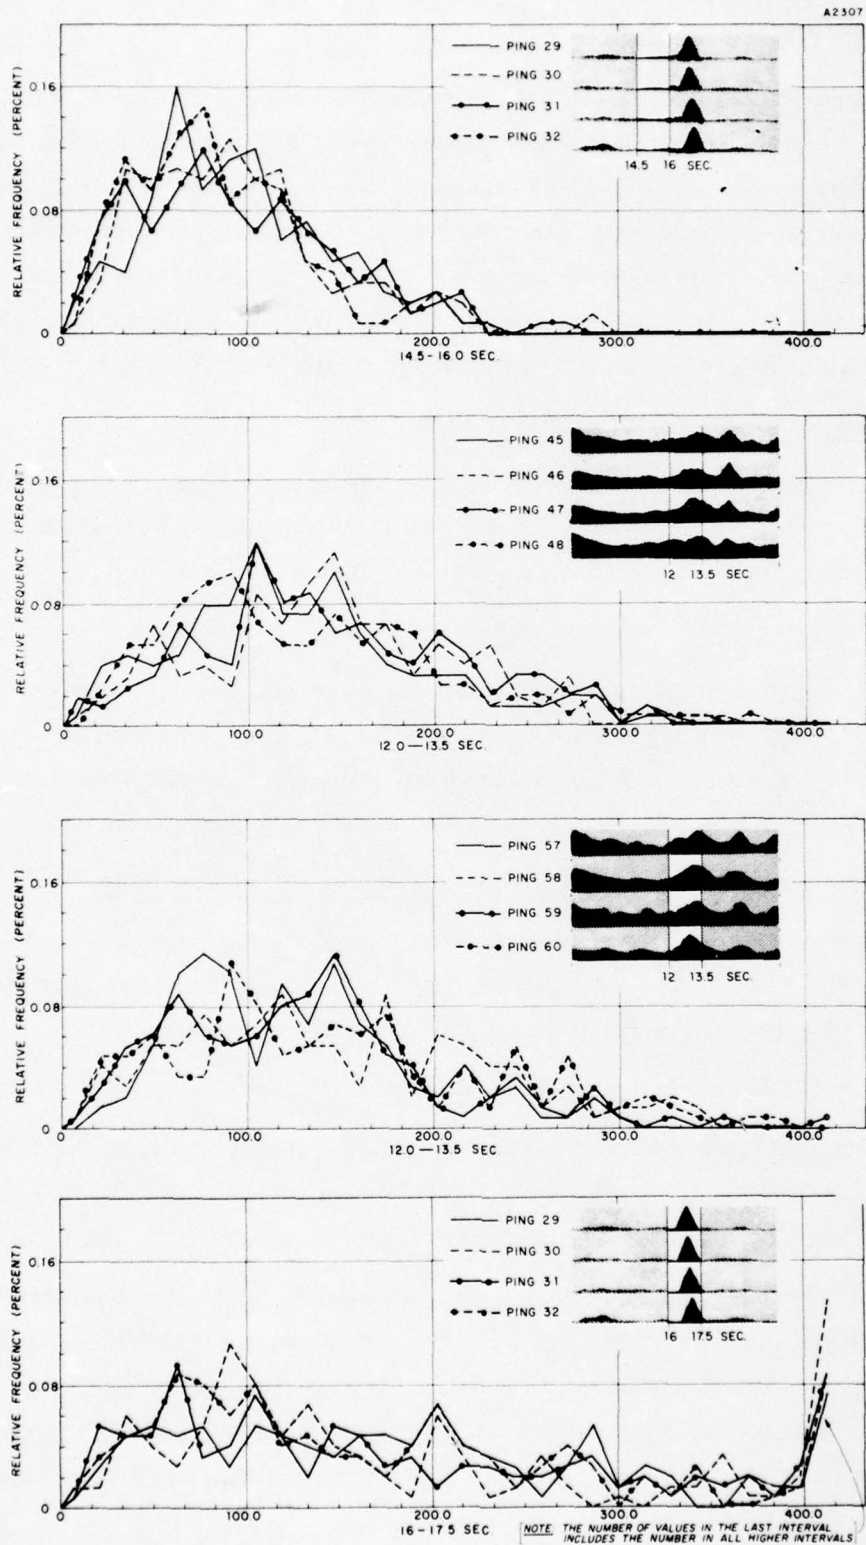 A2307
RELATIVE FREQUENCY (PERCENT)
0.16
0.08
0
PING 29
PING 30
PING 31
PING 32
14.5 16 SEC.
0 100.0 200.0 300.0 400.0
14.5-16.0 SEC.
RELATIVE FREQUENCY (PERCENT)
0.16
0.08
0
PING 45
PING 46
PING 47
PING 48
12 13.5 SEC.
0 100.0 200.0 300.0 400.0
12.0—13.5 SEC.
RELATIVE FREQUENCY (PERCENT)
0.16
0.08
0
PING 57
PING 58
PING 59
PING 60
12 13.5 SEC.
0 100.0 200.0 300.0 400.0
12.0—13.5 SEC.
RELATIVE FREQUENCY (PERCENT)
0.16
0.08
0
PING 29
PING 30
PING 31
PING 32
16 17.5 SEC.
0 100.0 200.0 300.0 400.0
16-17.5 SEC
NOTE: THE NUMBER OF VALUES IN THE LAST INTERVAL
INCLUDES THE NUMBER IN ALL HIGHER INTERVALS